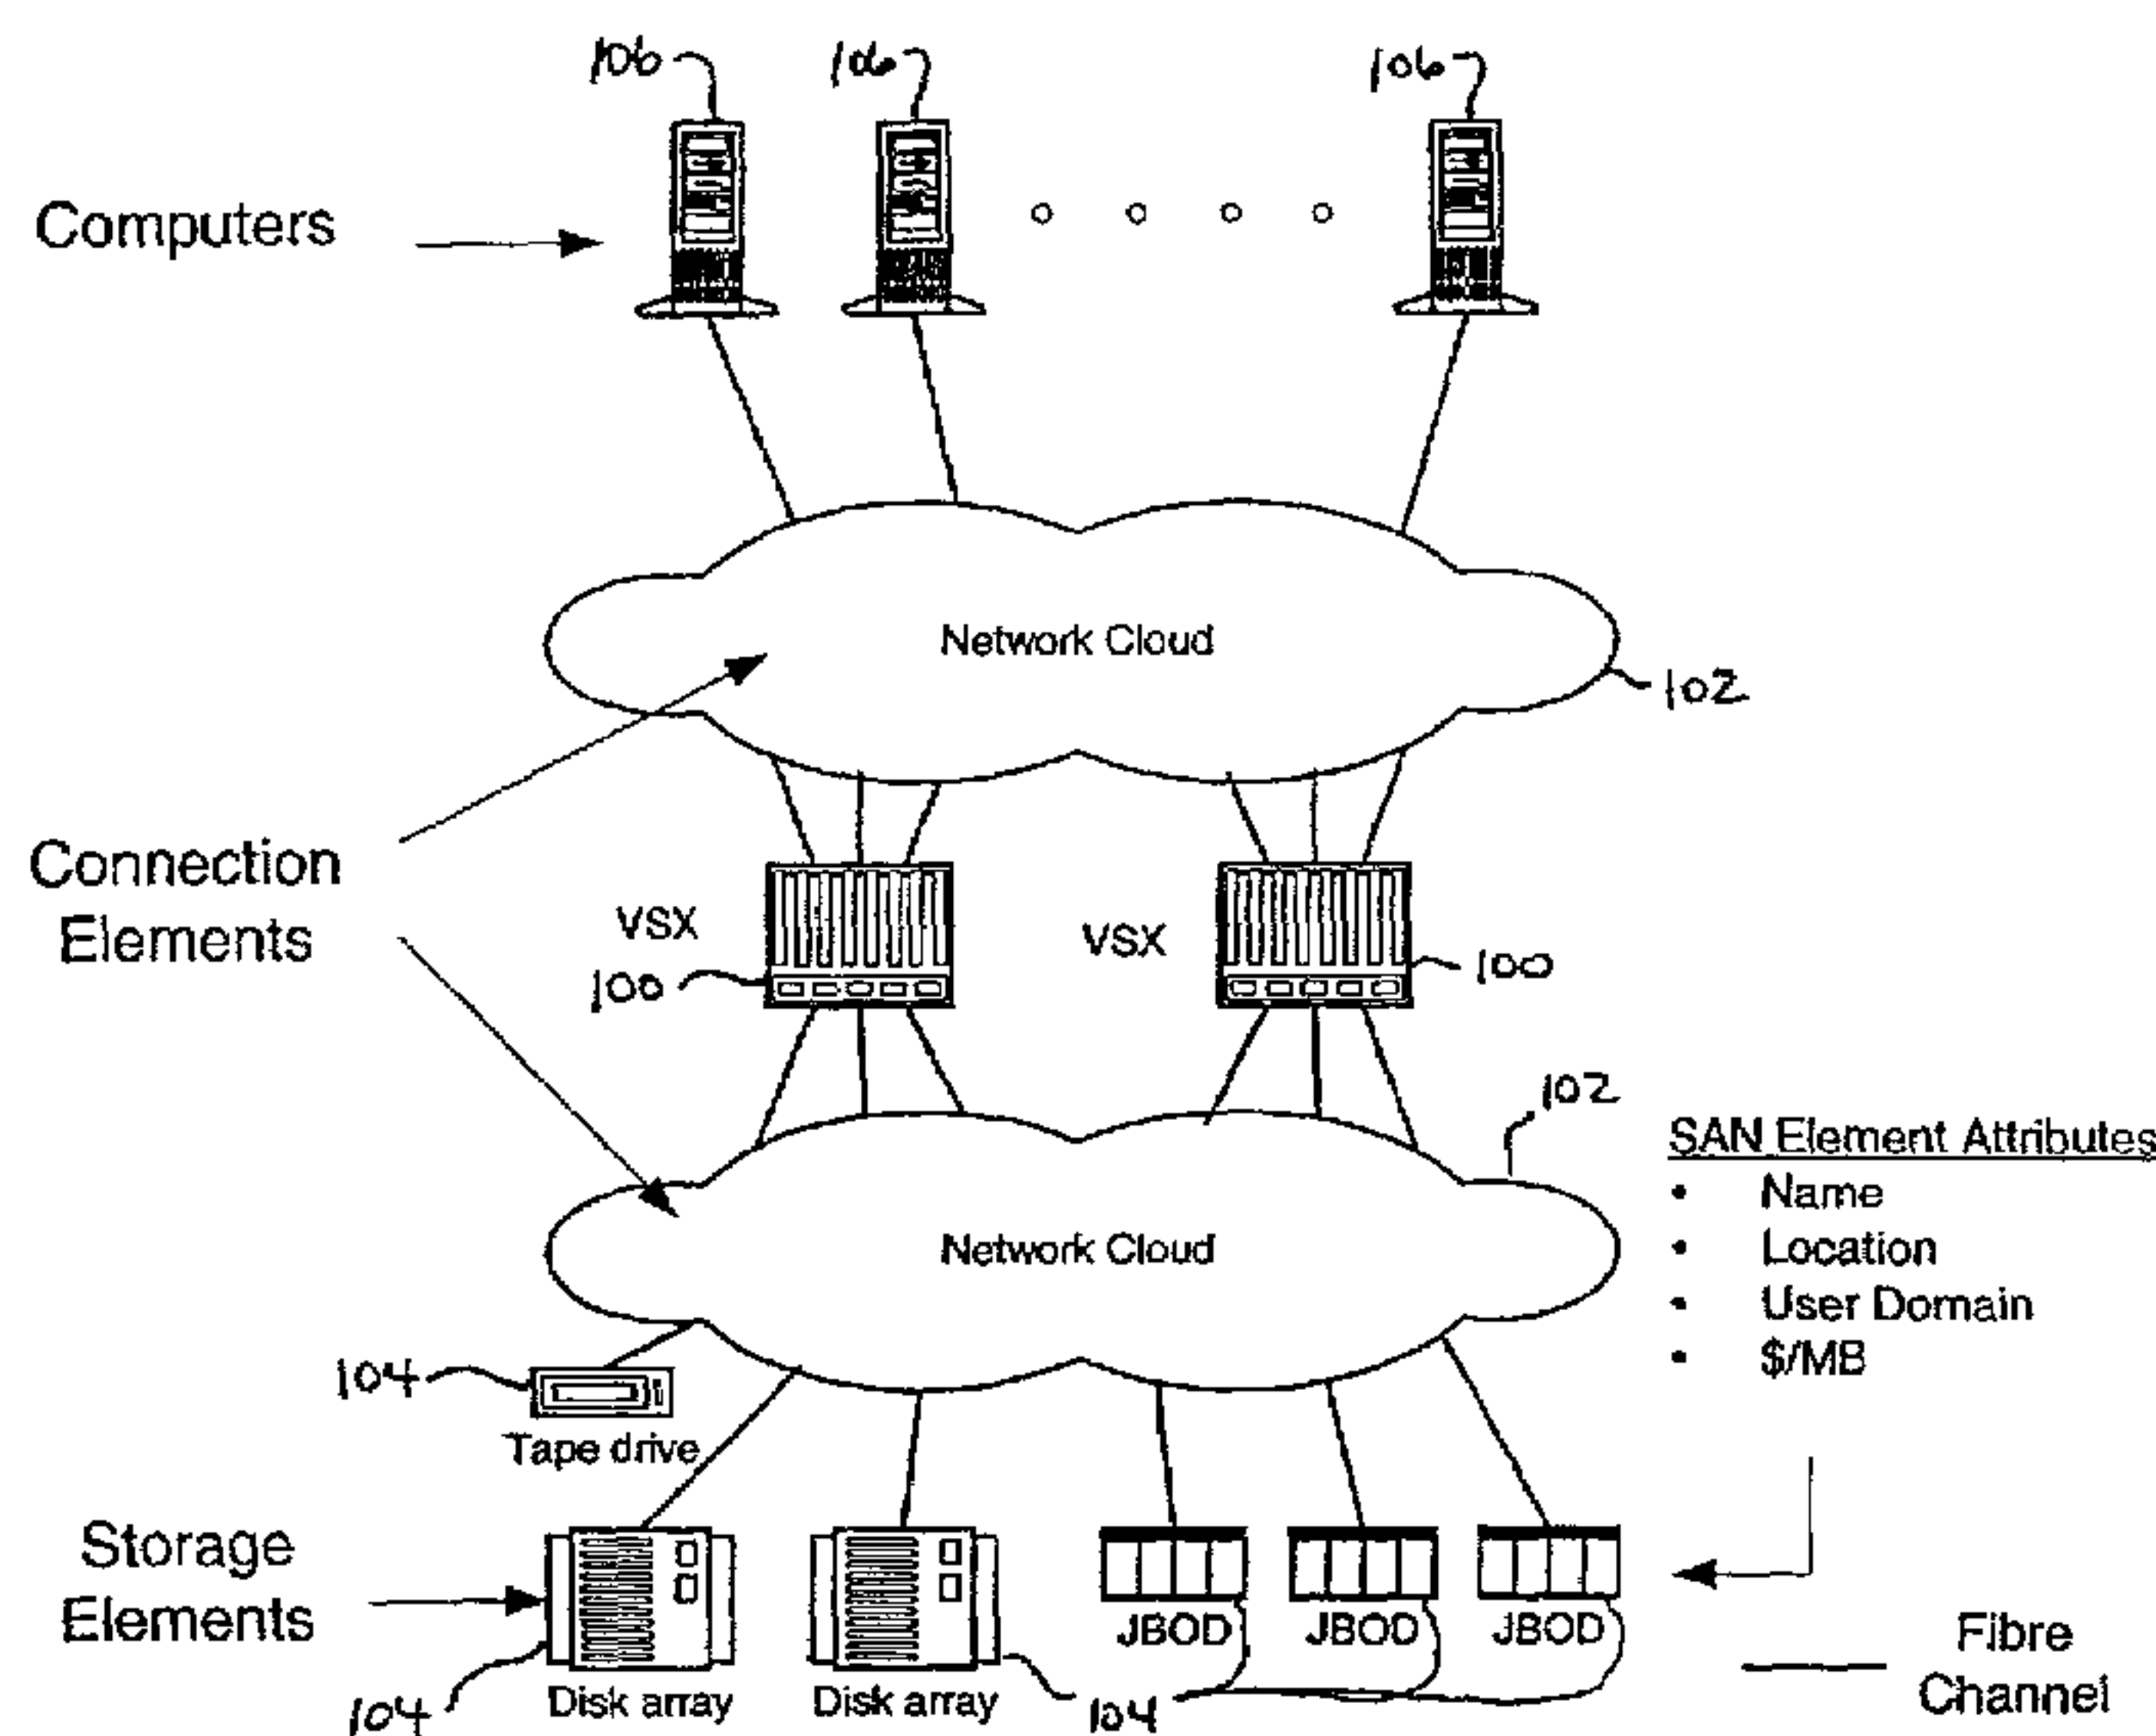 106 106 106
Computers
Network Cloud
102
Connection
Elements
VSX
100
VSX
100
102
SAN Element Attributes
• Name
• Location
• User Domain
• $/MB
Network Cloud
104
Tape drive
Storage
Elements
JBOD JBOD JBOD
Fibre
Channel
104
Disk array
Disk array
104